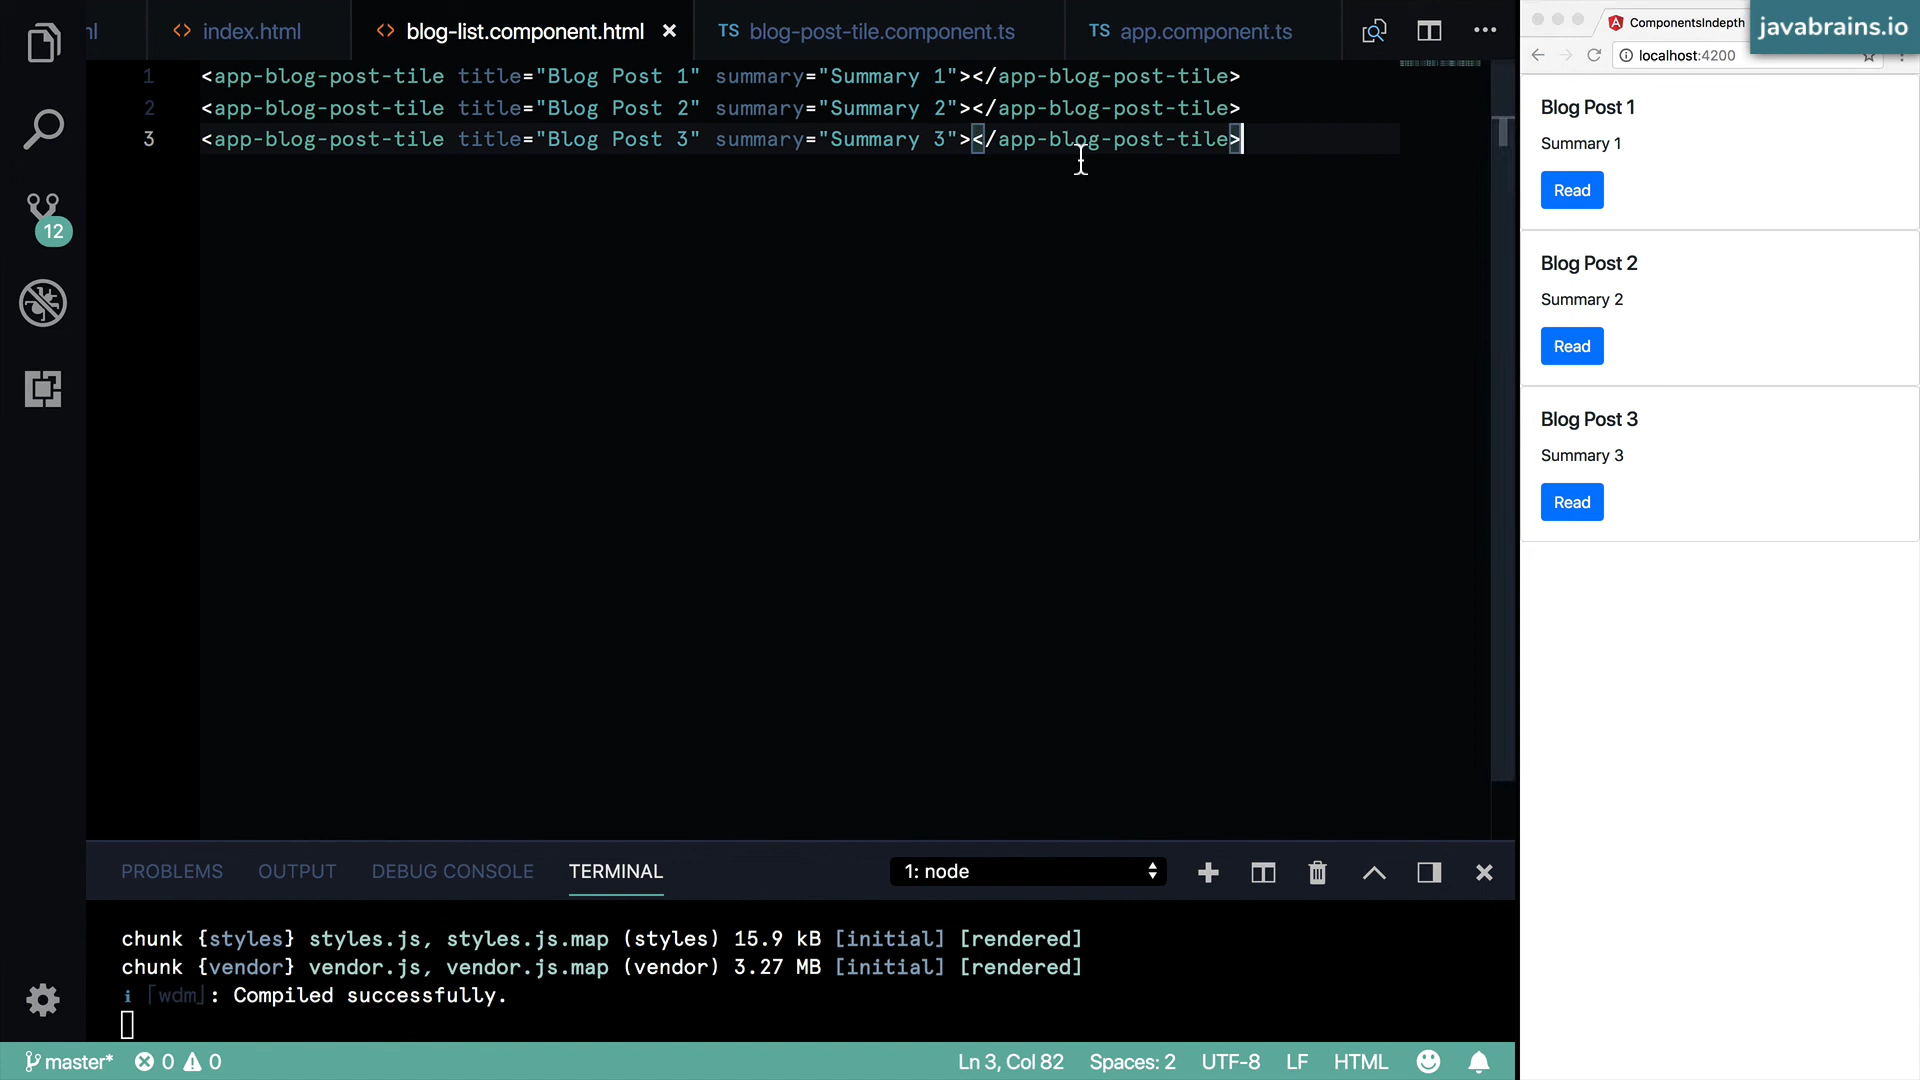 nl <> index.html <> blog-list.component.html × TS blog-post-tile.component.ts TS app.component.ts
1 <app-blog-post-tile title="Blog Post 1" summary="Summary 1"></app-blog-post-tile>
2 <app-blog-post-tile title="Blog Post 2" summary="Summary 2"></app-blog-post-tile>
3 <app-blog-post-tile title="Blog Post 3" summary="Summary 3"></app-blog-post-tile>
12
PROBLEMS OUTPUT DEBUG CONSOLE TERMINAL 1: node
chunk {styles} styles.js, styles.js.map (styles) 15.9 kB [initial] [rendered]
chunk {vendor} vendor.js, vendor.js.map (vendor) 3.27 MB [initial] [rendered]
i ｢wdm｣: Compiled successfully.
master* 0 0 Ln 3, Col 82 Spaces: 2 UTF-8 LF HTML
ComponentsIndepth
javabrains.io
localhost:4200
Blog Post 1
Summary 1
Read
Blog Post 2
Summary 2
Read
Blog Post 3
Summary 3
Read